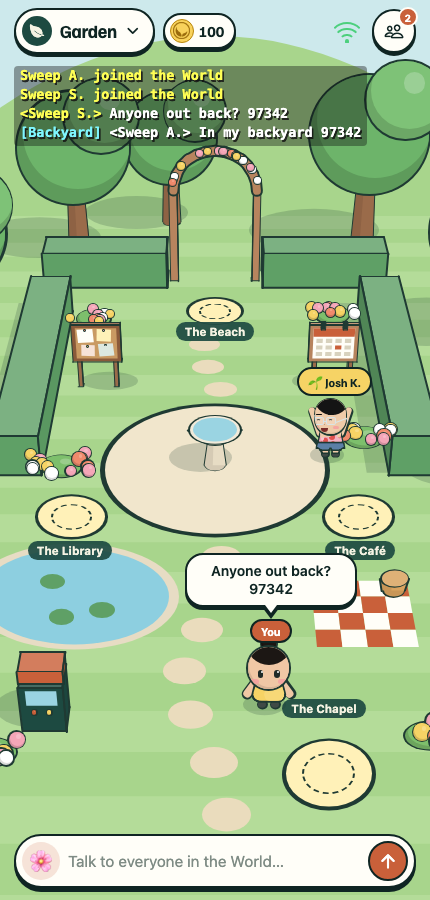 Garden
100
2
Sweep A. joined the World
Sweep S. joined the World
<Sweep S.> Anyone out back? 97342
[Backyard] <Sweep A.> In my backyard 97342
The Beach
Josh K.
The Library
The Café
Anyone out back?
97342
You
The Chapel
Talk to everyone in the World...